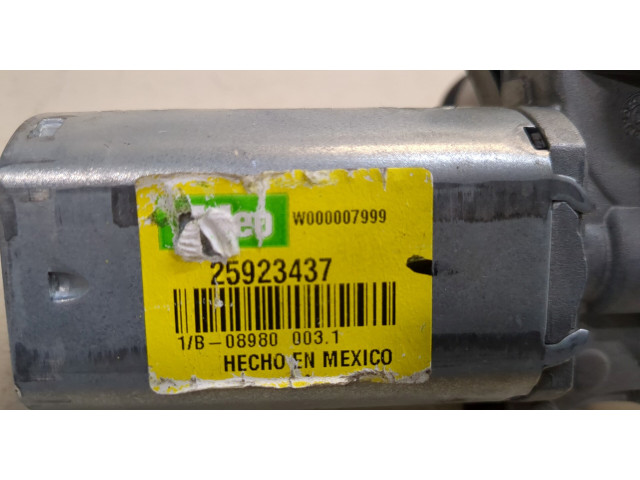 W000007999
25923437
1/B-08980 003.1
HECHO EN MEXICO